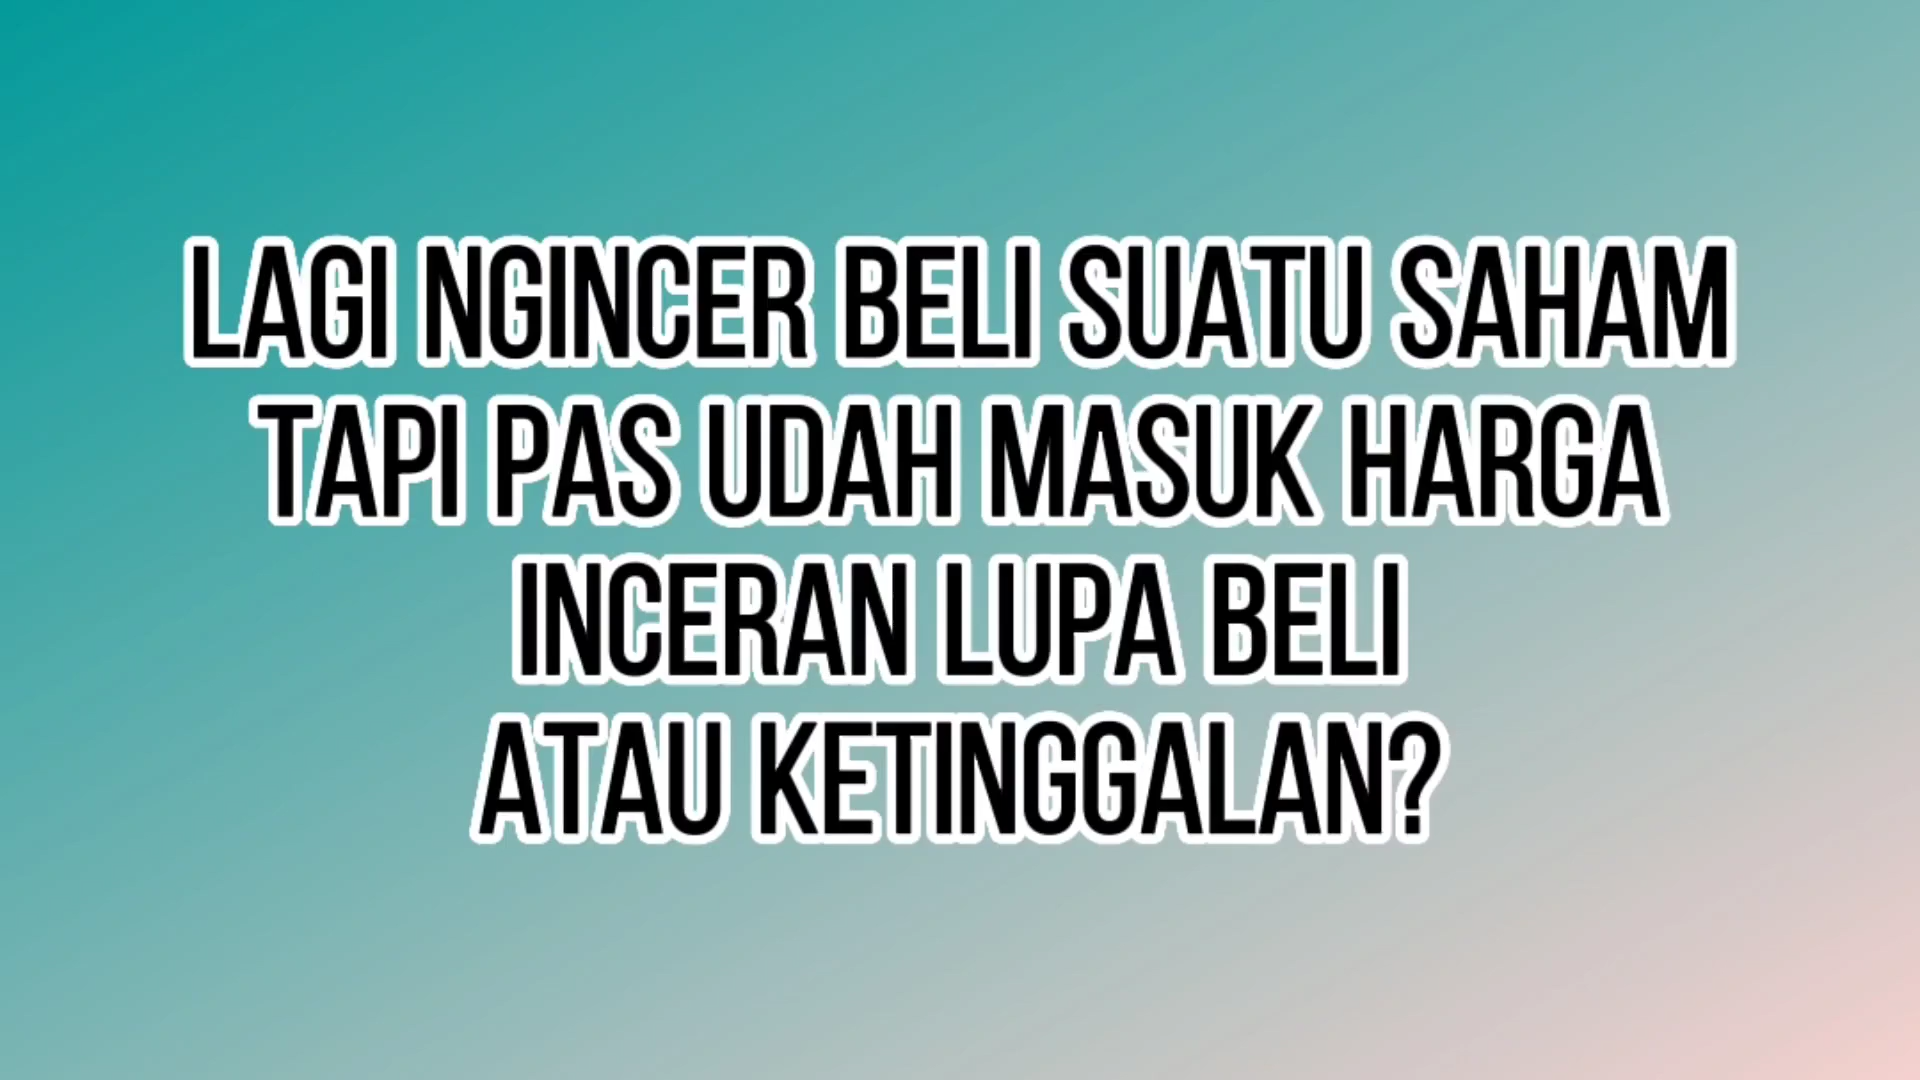 LAGI NGINCER BELI SUATU SAHAM
TAPI PAS UDAH MASUK HARGA
INCERAN LUPA BELI
ATAU KETINGGALAN?